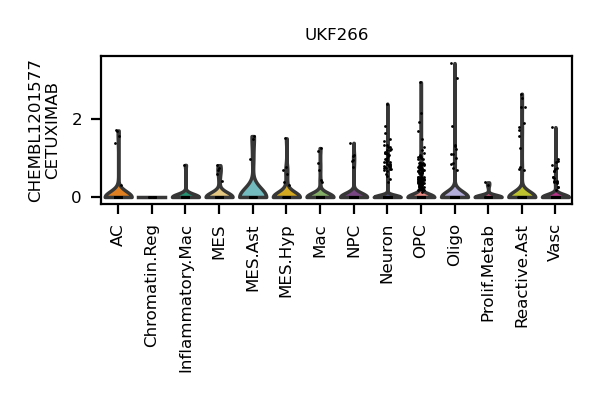 UKF266
CHEMBL1201577
CETUXIMAB
2
0
AC
Chromatin.Reg
Inflammatory.Mac
MES
MES.Ast
MES.Hyp
Mac
NPC
Neuron
OPC
Oligo
Prolif.Metab
Reactive.Ast
Vasc